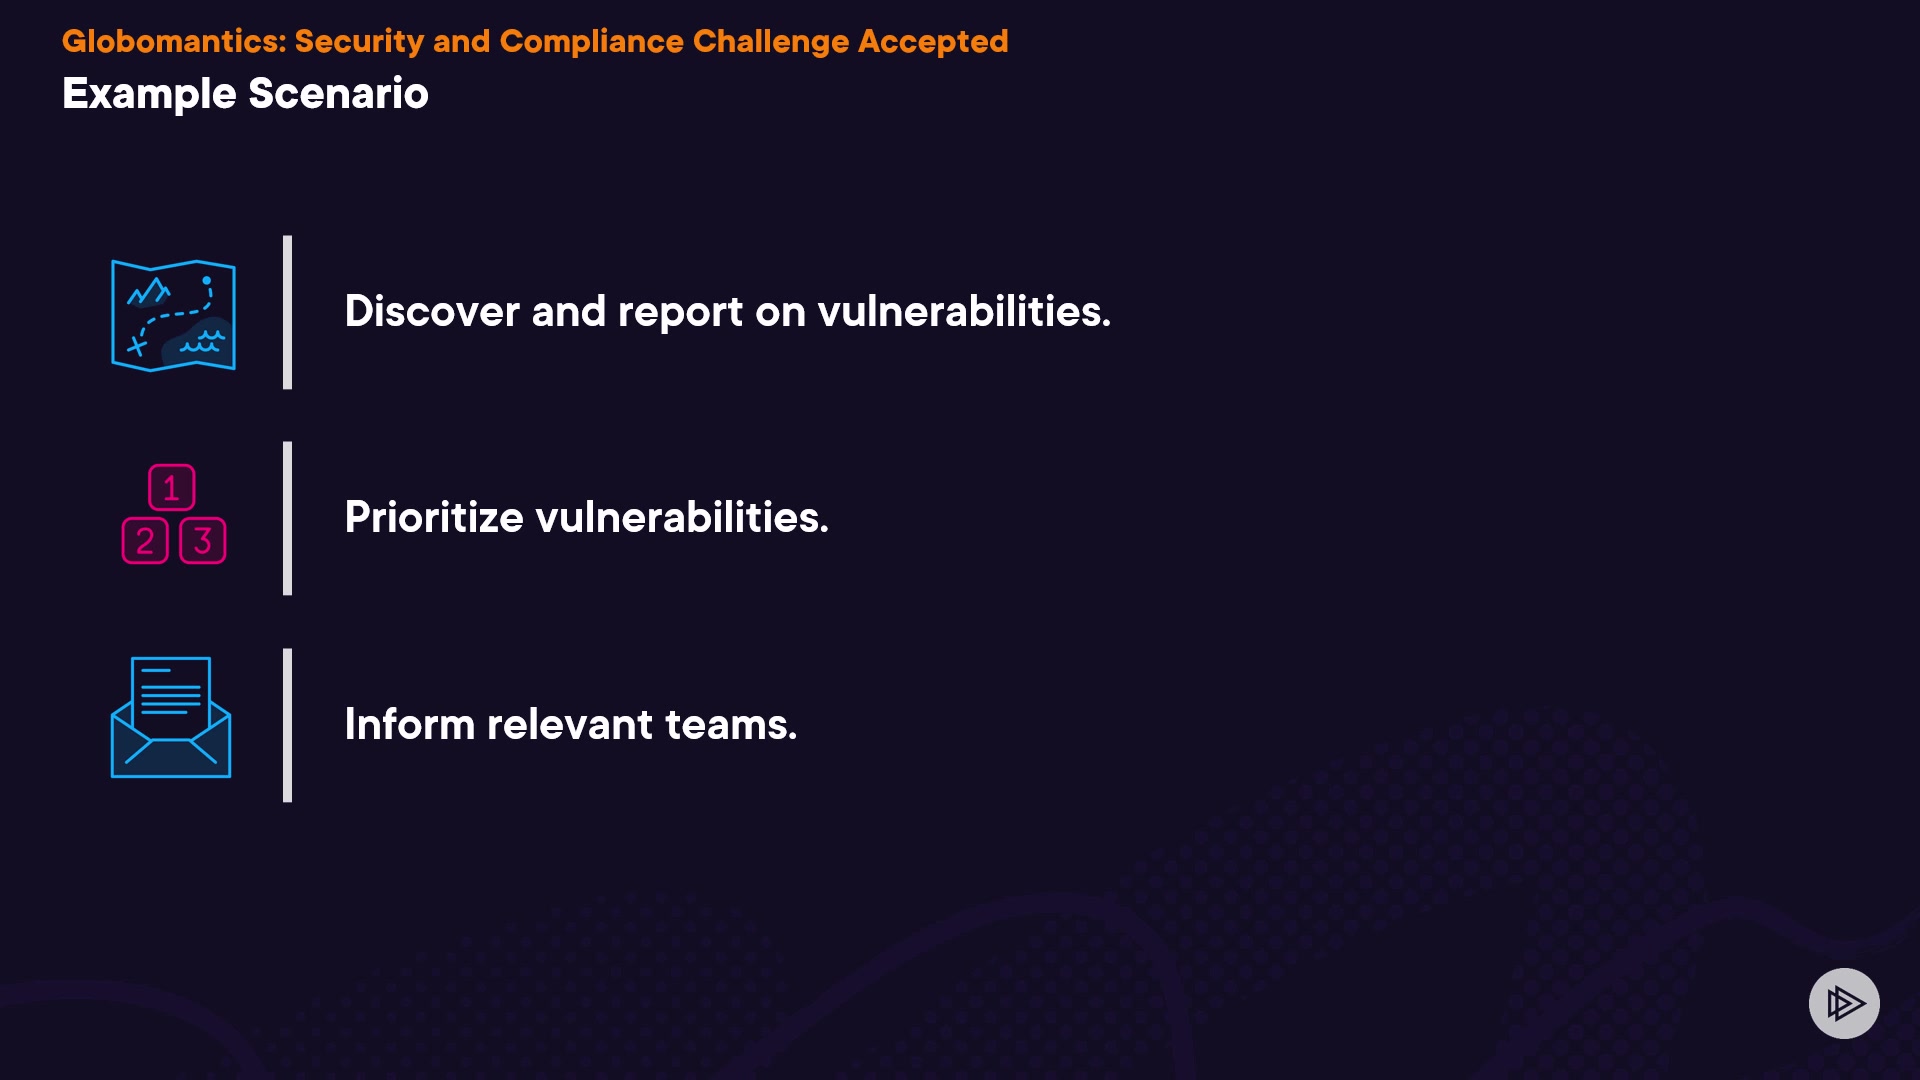 Globomantics: Security and Compliance Challenge Accepted
Example Scenario
Discover and report on vulnerabilities.
1
2 3
Prioritize vulnerabilities.
Inform relevant teams.